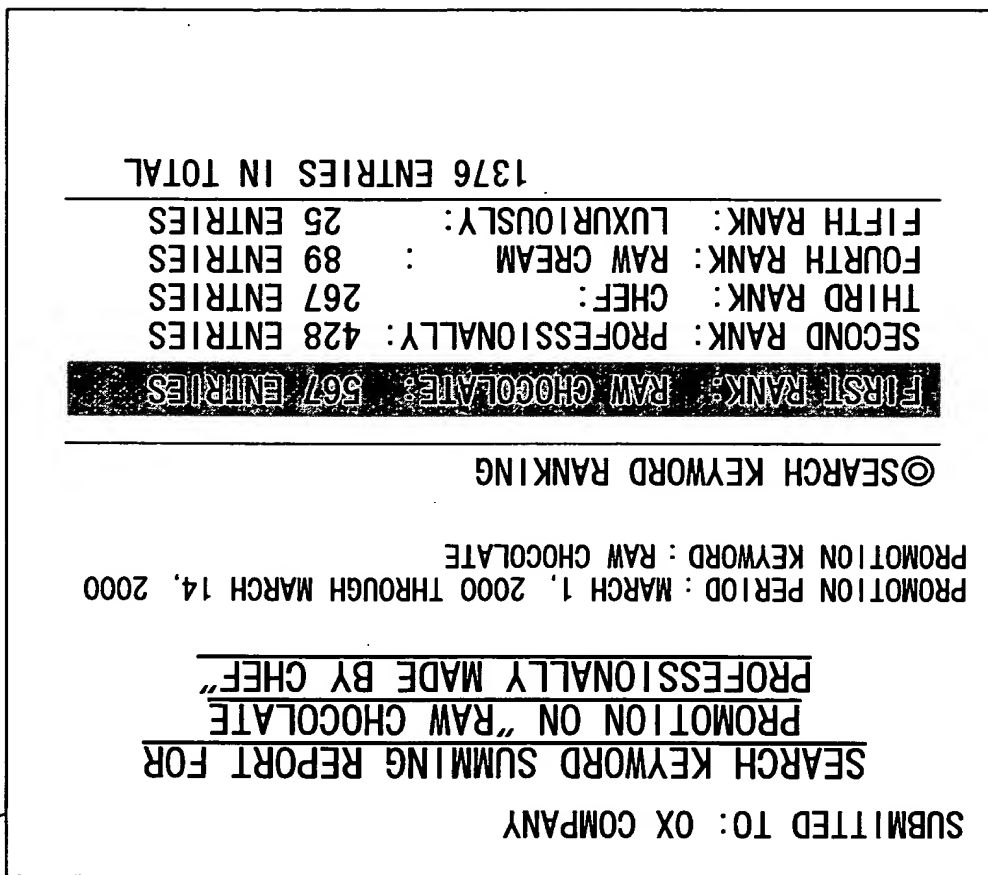 SUBMITTED TO: OX COMPANY
SEARCH KEYWORD SUMMING REPORT FOR
PROMOTION ON "RAW CHOCOLATE
PROFESSIONALLY MADE BY CHEF"
PROMOTION PERIOD : MARCH 1, 2000 THROUGH MARCH 14, 2000
PROMOTION KEYWORD : RAW CHOCOLATE
◎SEARCH KEYWORD RANKING
FIRST RANK: RAW CHOCOLATE: 567 ENTRIES
SECOND RANK: PROFESSIONALLY: 428 ENTRIES
THIRD RANK: CHEF: 267 ENTRIES
FOURTH RANK: RAW CREAM : 89 ENTRIES
FIFTH RANK: LUXURIOUSLY: 25 ENTRIES
1376 ENTRIES IN TOTAL